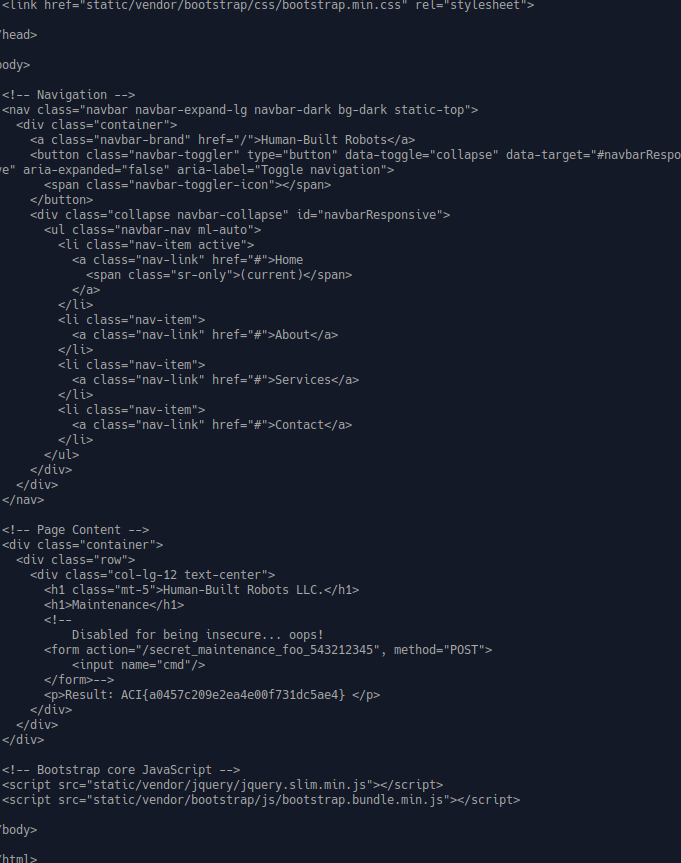 <link href="static/vendor/bootstrap/css/bootstrap.min.css" rel="stylesheet">
/head>
ody>
<!-- Navigation -->
<nav class="navbar navbar-expand-lg navbar-dark bg-dark static-top">
<div class="container">
<a class="navbar-brand" href="/">Human-Built Robots</a>
<button class="navbar-toggler" type="button" data-toggle="collapse" data-target="#navbarRespo
ve" aria-expanded="false" aria-label="Toggle navigation">
<span class="navbar-toggler-icon"></span>
</button>
<div class="collapse navbar-collapse" id="navbarResponsive">
<ul class="navbar-nav ml-auto">
<li class="nav-item active">
<a class="nav-link" href="#">Home
<span class="sr-only">(current)</span>
</a>
</li>
<li class="nav-item">
<a class="nav-link" href="#">About</a>
</li>
<li class="nav-item">
<a class="nav-link" href="#">Services</a>
</li>
<li class="nav-item">
<a class="nav-link" href="#">Contact</a>
</li>
</ul>
</div>
</div>
</nav>
<!-- Page Content -->
<div class="container">
<div class="row">
<div class="col-lg-12 text-center">
<h1 class="mt-5">Human-Built Robots LLC.</h1>
<h1>Maintenance</h1>
<!--
Disabled for being insecure... oops!
<form action="/secret_maintenance_foo_543212345", method="POST">
<input name="cmd"/>
</form>-->
<p>Result: ACI{a0457c209e2ea4e00f731dc5ae4} </p>
</div>
</div>
</div>
<!-- Bootstrap core JavaScript -->
<script src="static/vendor/jquery/jquery.slim.min.js"></script>
<script src="static/vendor/bootstrap/js/bootstrap.bundle.min.js"></script>
/body>
/html>